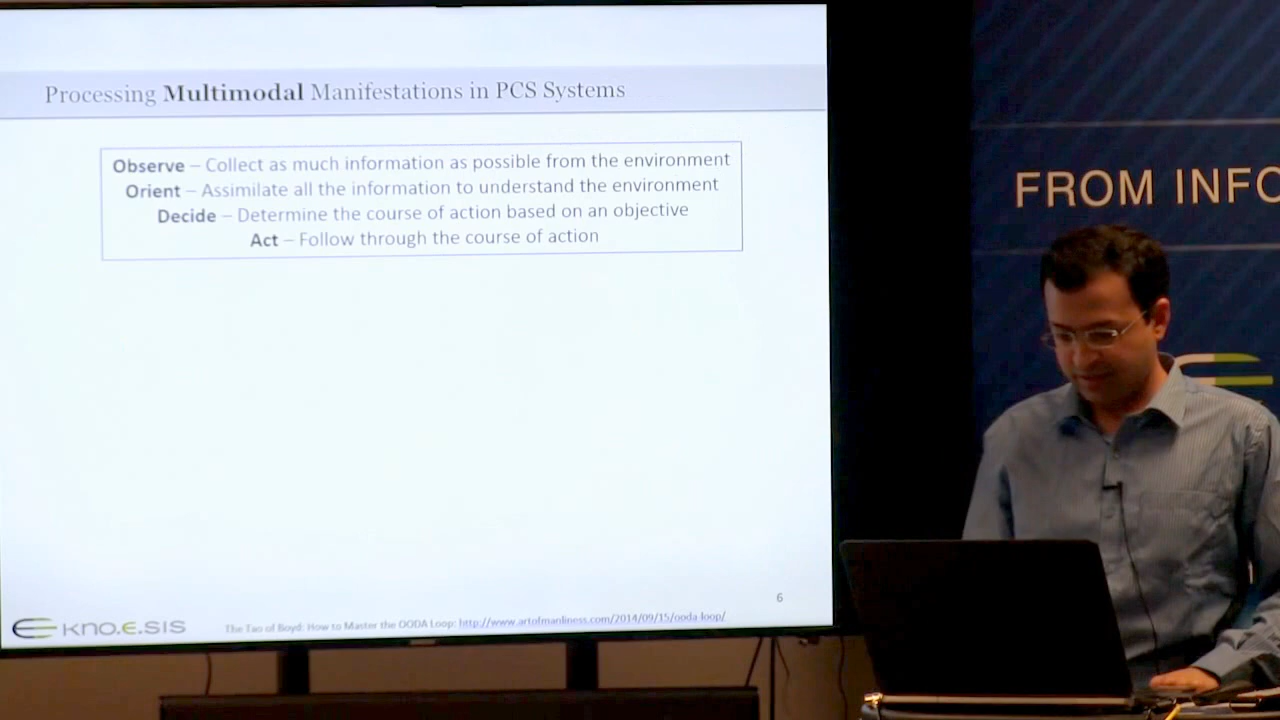 Processing Multimodal Manifestations in PCS Systems
Observe – Collect as much information as possible from the environment
Orient – Assimilate all the information to understand the environment
Decide – Determine the course of action based on an objective
Act – Follow through the course of action
6
kno.e.sis
The Tao of Boyd: How to Master the OODA Loop: http://www.artofmanliness.com/2014/09/15/ooda-loop/
FROM INFO